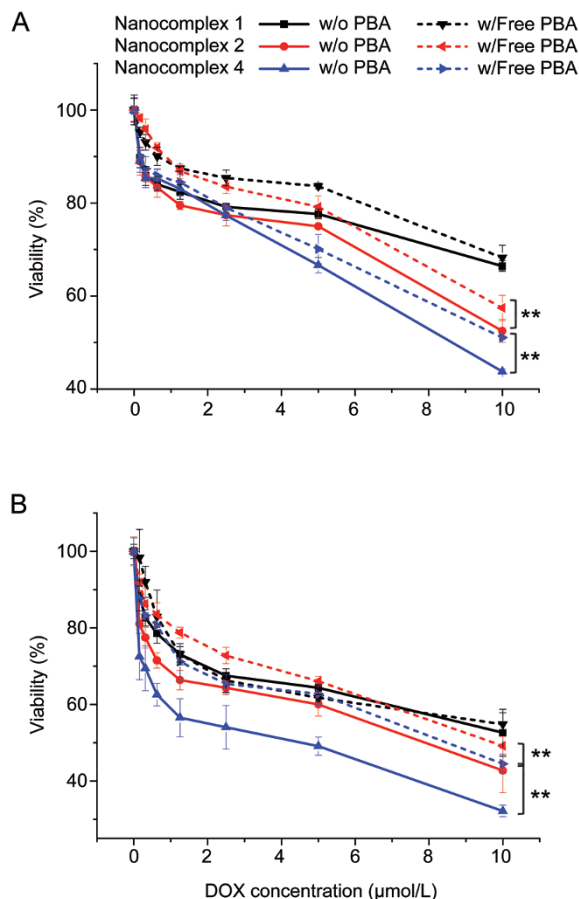 A
Nanocomplex 1 w/o PBA w/Free PBA
Nanocomplex 2 w/o PBA w/Free PBA
Nanocomplex 4 w/o PBA w/Free PBA
100
80
60
40
Viability (%)
**
**
0 2 4 6 8 10
B
100
80
60
40
Viability (%)
**
**
0 2 4 6 8 10
DOX concentration (μmol/L)